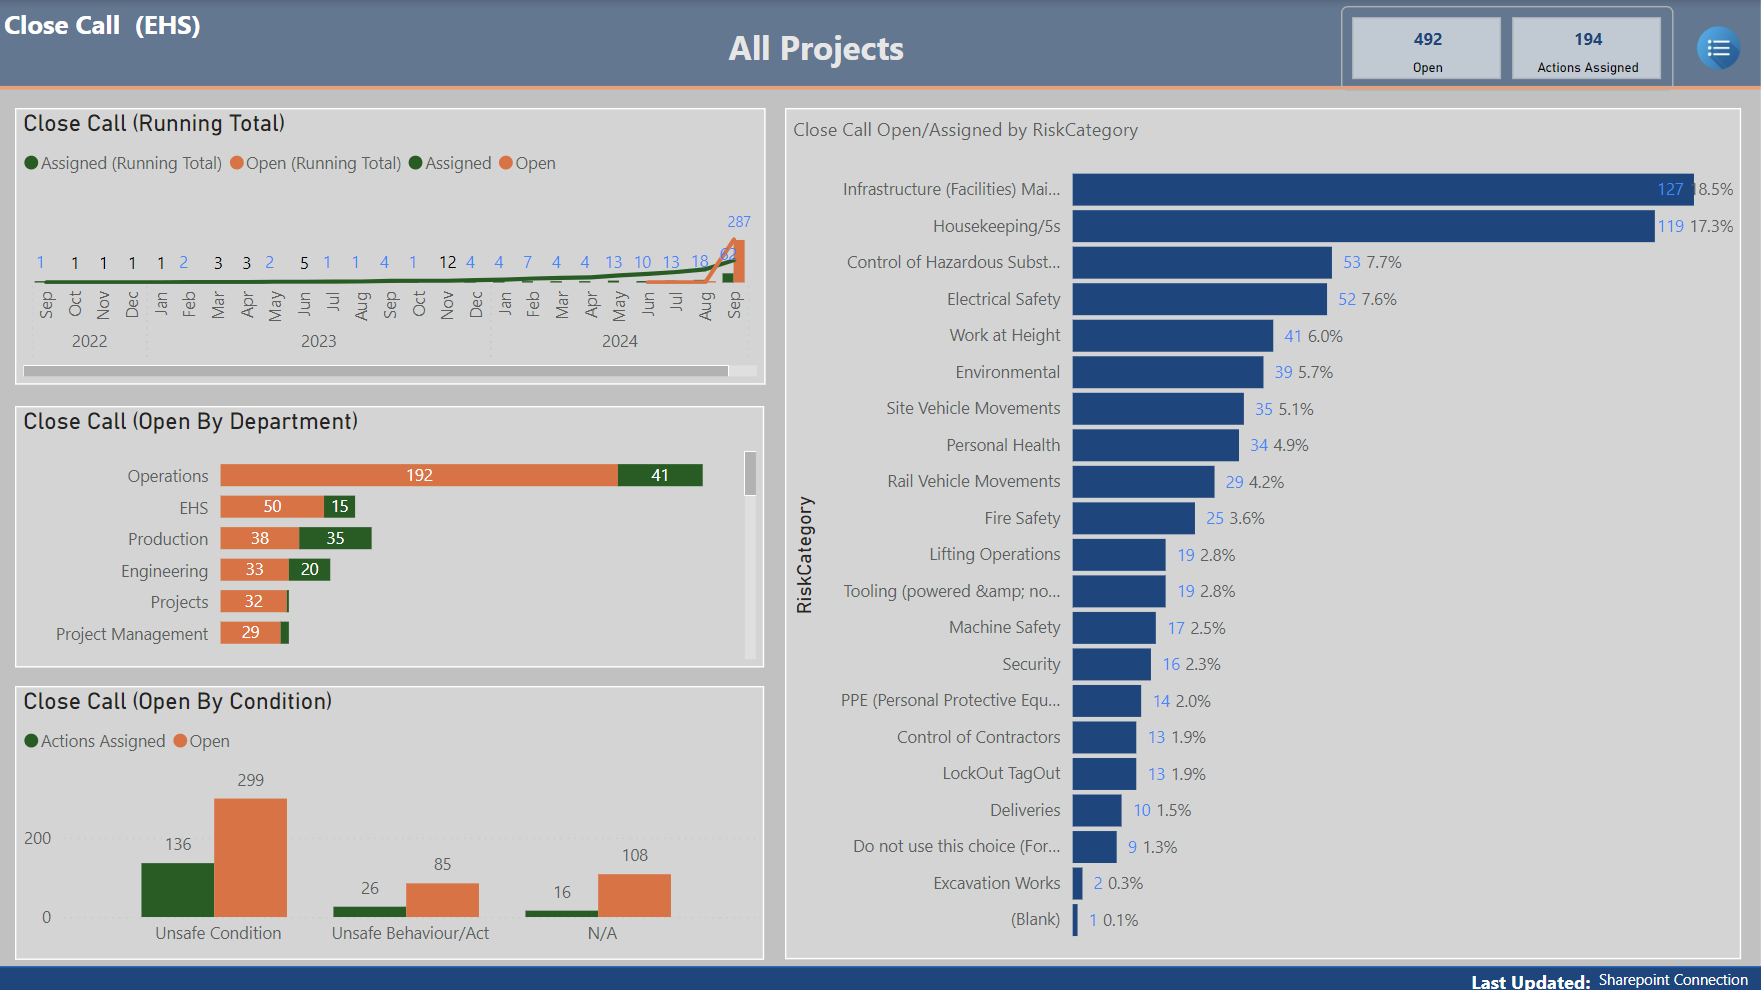 Close Call  (EHS)
All Projects
492
Open
194
Actions Assigned
Close Call (Running Total)
Assigned (Running Total) Open (Running Total) Assigned Open
287
1 1 1 1 1 2 3 3 2 5 1 1 4 1 12 4 4 7 4 4 13 10 13 18 62
Sep Oct Nov Dec Jan Feb Mar Apr May Jun Jul Aug Sep Oct Nov Dec Jan Feb Mar Apr May Jun Jul Aug Sep
2022 2023 2024
Close Call (Open By Department)
Operations 192 41
EHS 50 15
Production 38 35
Engineering 33 20
Projects 32
Project Management 29
Close Call (Open By Condition)
Actions Assigned Open
299
136
85
26
108
16
200
0
Unsafe Condition Unsafe Behaviour/Act N/A
Close Call Open/Assigned by RiskCategory
RiskCategory
Infrastructure (Facilities) Mai... 127 18.5%
Housekeeping/5s 119 17.3%
Control of Hazardous Subst... 53 7.7%
Electrical Safety 52 7.6%
Work at Height 41 6.0%
Environmental 39 5.7%
Site Vehicle Movements 35 5.1%
Personal Health 34 4.9%
Rail Vehicle Movements 29 4.2%
Fire Safety 25 3.6%
Lifting Operations 19 2.8%
Tooling (powered &amp; no... 19 2.8%
Machine Safety 17 2.5%
Security 16 2.3%
PPE (Personal Protective Equ... 14 2.0%
Control of Contractors 13 1.9%
LockOut TagOut 13 1.9%
Deliveries 10 1.5%
Do not use this choice (For... 9 1.3%
Excavation Works 2 0.3%
(Blank) 1 0.1%
Last Updated: Sharepoint Connection